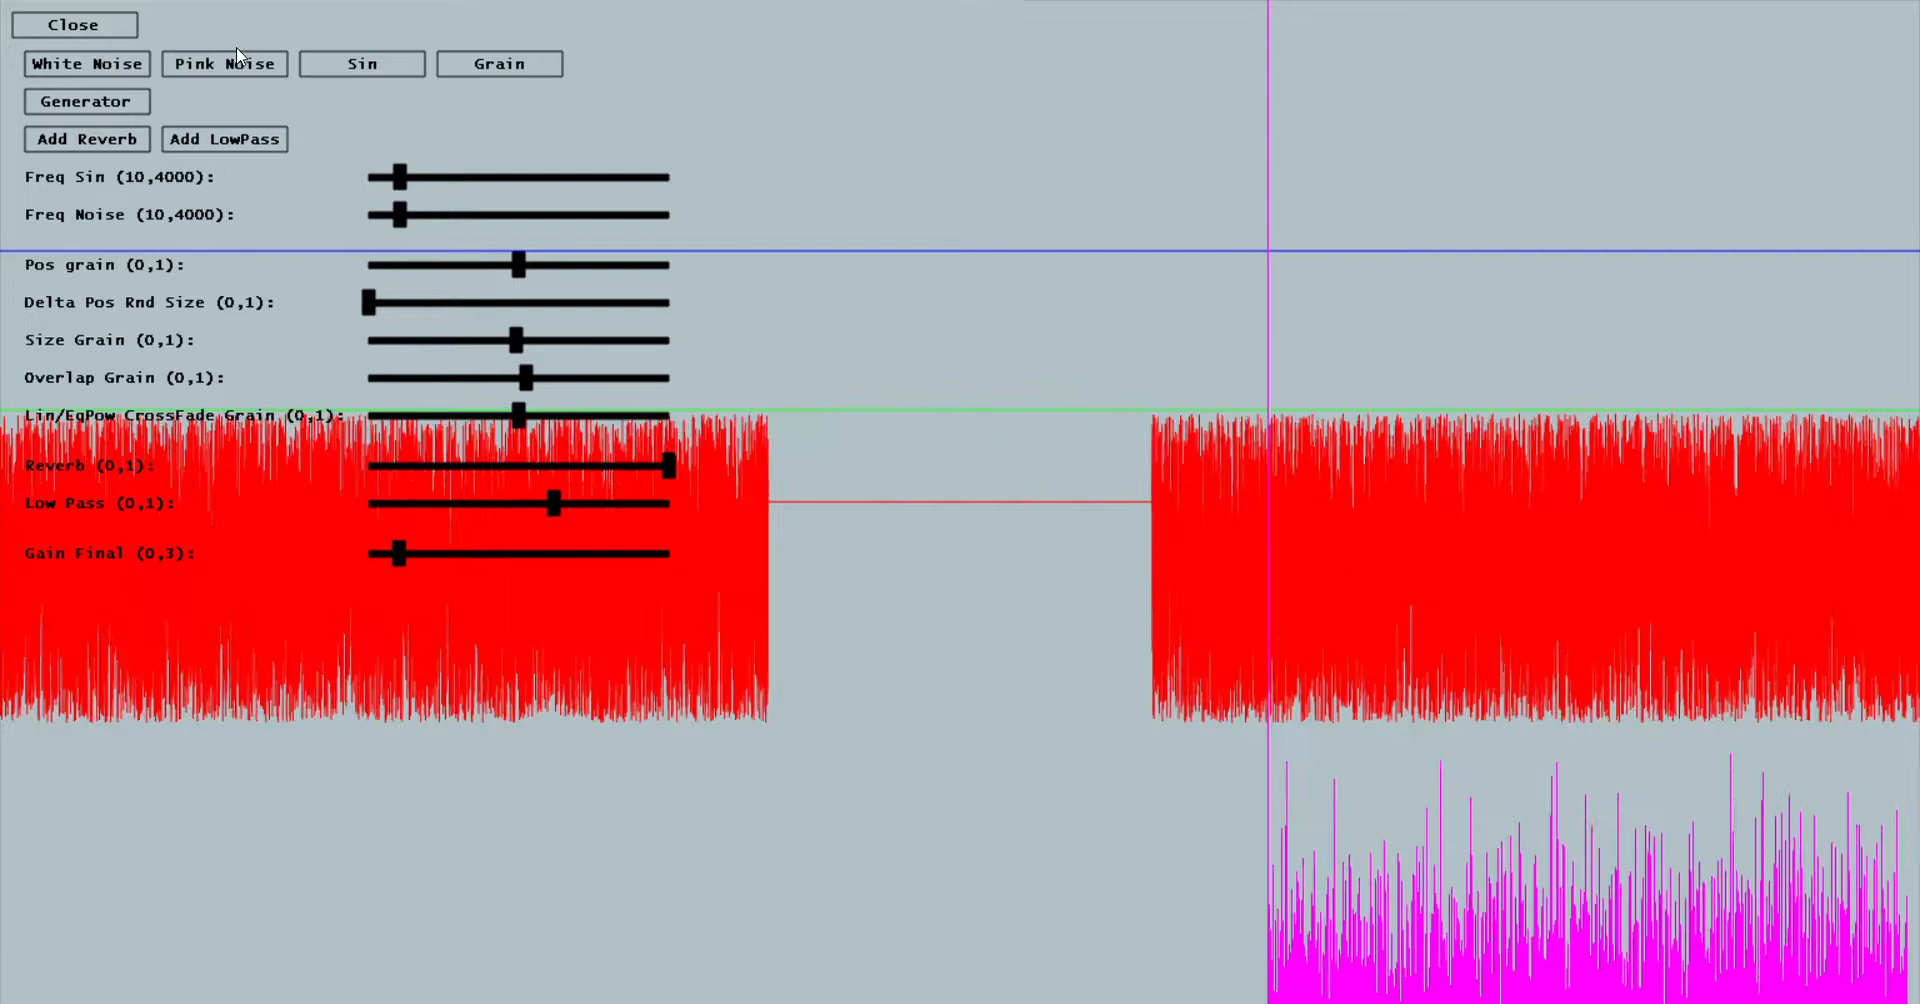 Close
White Noise Pink Noise Sin Grain
Generator
Add Reverb Add LowPass
Freq Sin (10,4000):
Freq Noise (10,4000):
Pos grain (0,1):
Delta Pos Rnd Size (0,1):
Size Grain (0,1):
Overlap Grain (0,1):
Lin/EqPow CrossFade Grain (0,1):
Reverb (0,1):
Low Pass (0,1):
Gain Final (0,3):